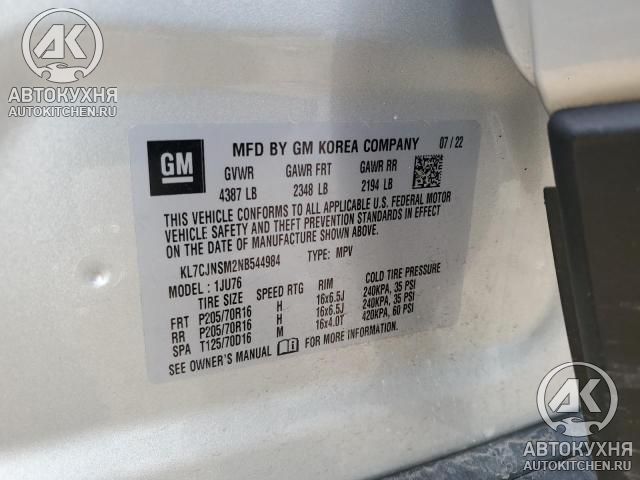 AK
АВТОКУХНЯ
AUTOKITCHEN.RU
GM
MFD BY GM KOREA COMPANY 07/22
GVWR GAWR FRT GAWR RR
4387 LB 2348 LB 2194 LB
THIS VEHICLE CONFORMS TO ALL APPLICABLE U.S. FEDERAL MOTOR
VEHICLE SAFETY AND THEFT PREVENTION STANDARDS IN EFFECT
ON THE DATE OF MANUFACTURE SHOWN ABOVE.
KL7CJNSM2NB544984 TYPE: MPV
MODEL: 1JU76
TIRE SIZE SPEED RTG RIM COLD TIRE PRESSURE
FRT P205/70R16 H 16x6.5J 240KPA, 35 PSI
RR P205/70R16 H 16x6.5J 240KPA, 35 PSI
SPA T125/70D16 M 16x4.0T 420KPA, 60 PSI
SEE OWNER'S MANUAL FOR MORE INFORMATION
AK
АВТОКУХНЯ
AUTOKITCHEN.RU